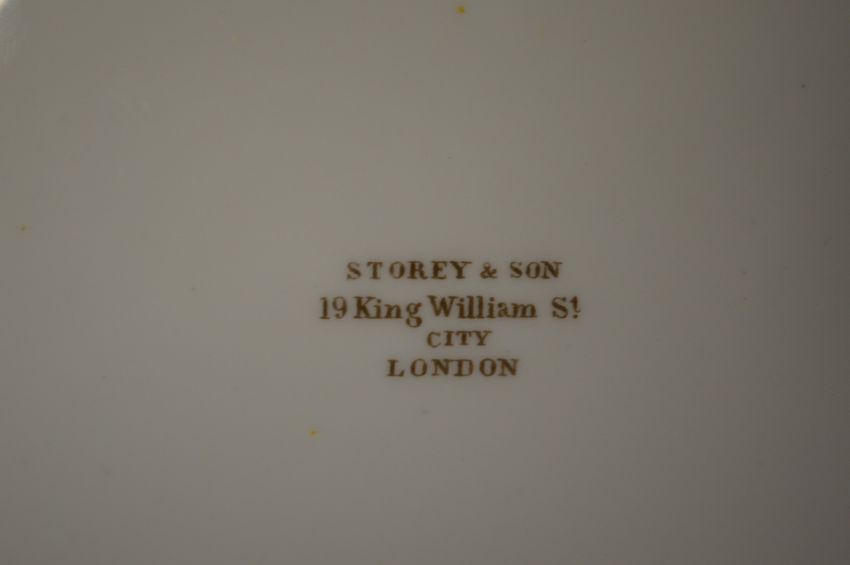 STOREY & SON
19 King William St
CITY
LONDON